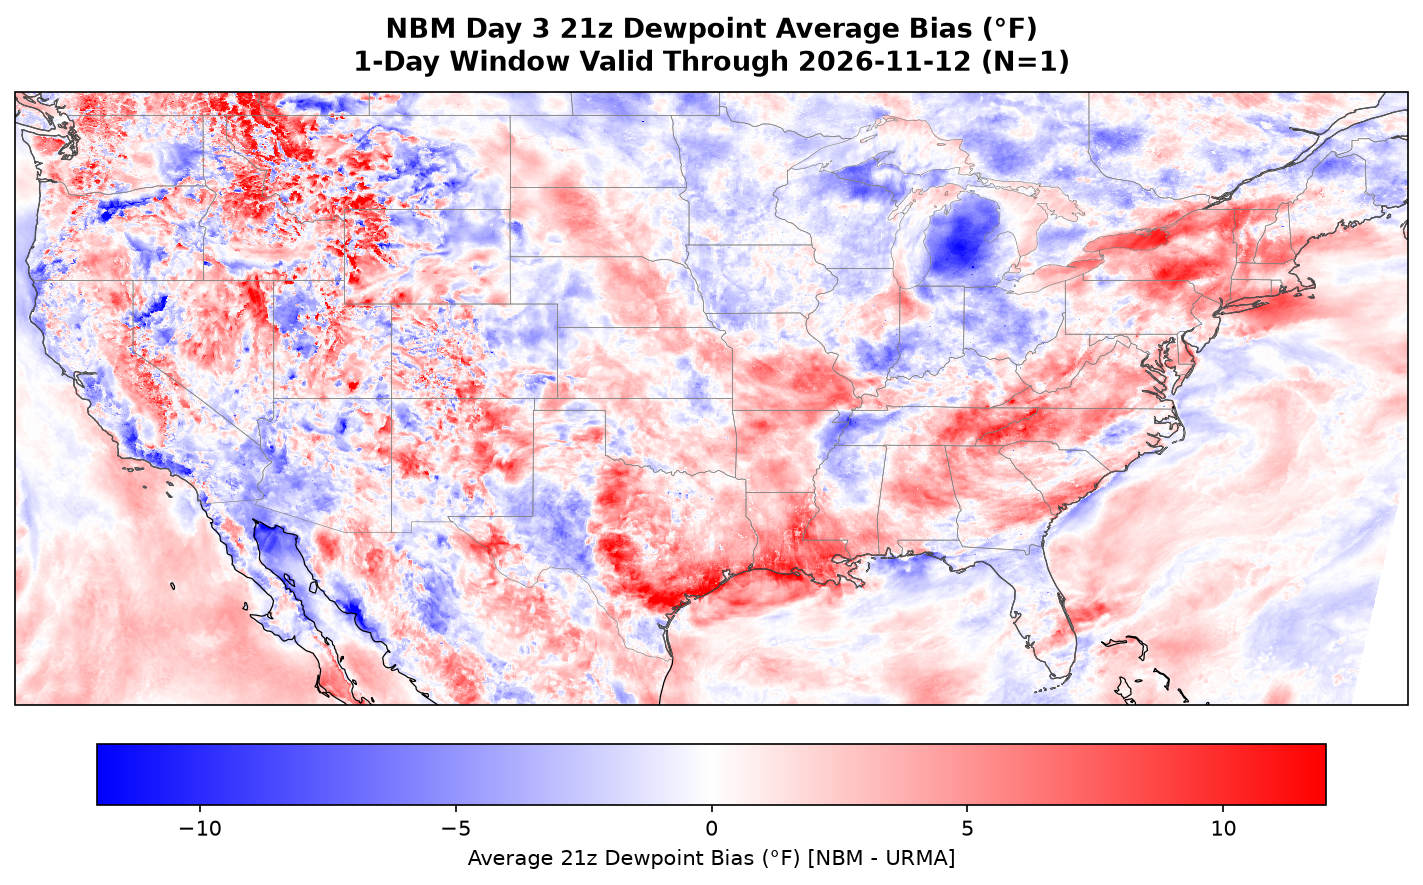 NBM Day 3 21z Dewpoint Average Bias (°F)
1-Day Window Valid Through 2026-11-12 (N=1)
−10 −5 0 5 10
Average 21z Dewpoint Bias (°F) [NBM - URMA]